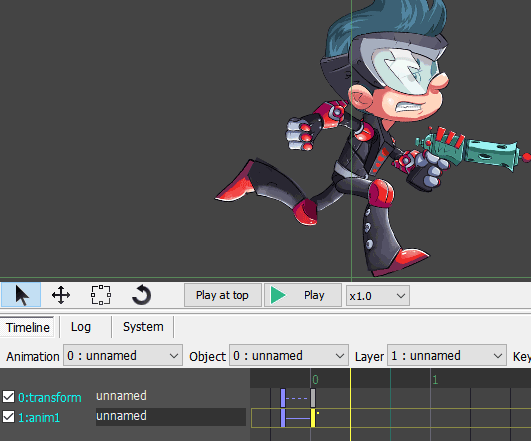 Play at top Play x1.0
Timeline Log System
Animation 0 : unnamed Object 0 : unnamed Layer 1 : unnamed Key
0 1
0:transform unnamed
1:anim1 unnamed